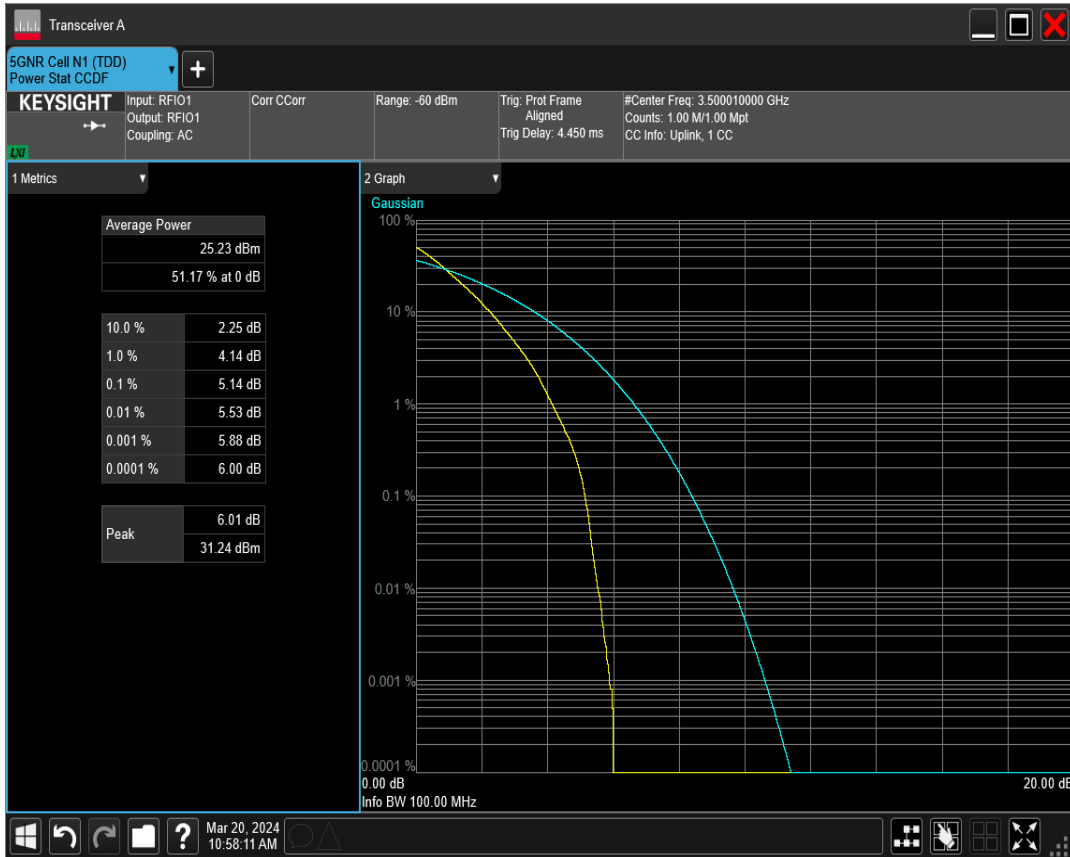 Transceiver A
5GNR Cell N1 (TDD)
Power Stat CCDF
+
KEYSIGHT
LXI
Input: RFIO1
Output: RFIO1
Coupling: AC
Corr CCorr
Range: -60 dBm
Trig: Prot Frame
Aligned
Trig Delay: 4.450 ms
#Center Freq: 3.500010000 GHz
Counts: 1.00 M/1.00 Mpt
CC Info: Uplink, 1 CC
1 Metrics
Average Power
25.23 dBm
51.17 % at 0 dB
10.0 % 2.25 dB
1.0 % 4.14 dB
0.1 % 5.14 dB
0.01 % 5.53 dB
0.001 % 5.88 dB
0.0001 % 6.00 dB
Peak
6.01 dB
31.24 dBm
2 Graph
Gaussian
100 %
10 %
1 %
0.1 %
0.01 %
0.001 %
0.0001 %
0.00 dB
20.00 dB
Info BW 100.00 MHz
?
Mar 20, 2024
10:58:11 AM